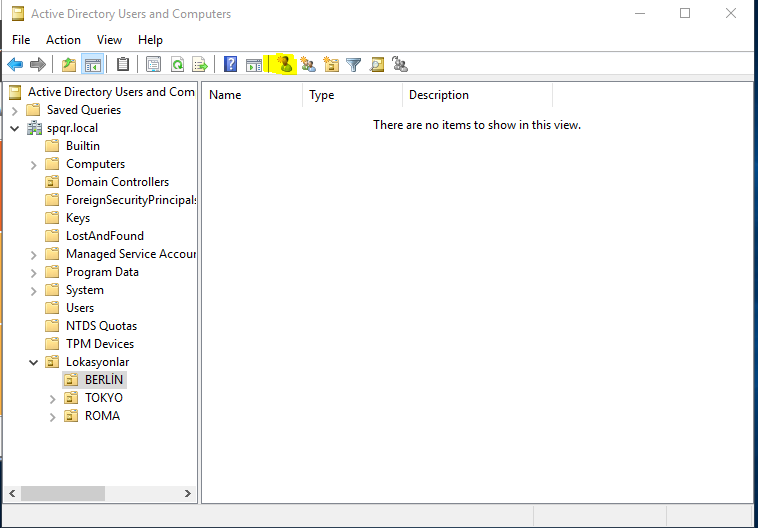 Active Directory Users and Computers
File Action View Help
Active Directory Users and Com
Saved Queries
spqr.local
Builtin
Computers
Domain Controllers
ForeignSecurityPrincipals
Keys
LostAndFound
Managed Service Accoun
Program Data
System
Users
NTDS Quotas
TPM Devices
Lokasyonlar
BERLİN
TOKYO
ROMA
Name Type Description
There are no items to show in this view.